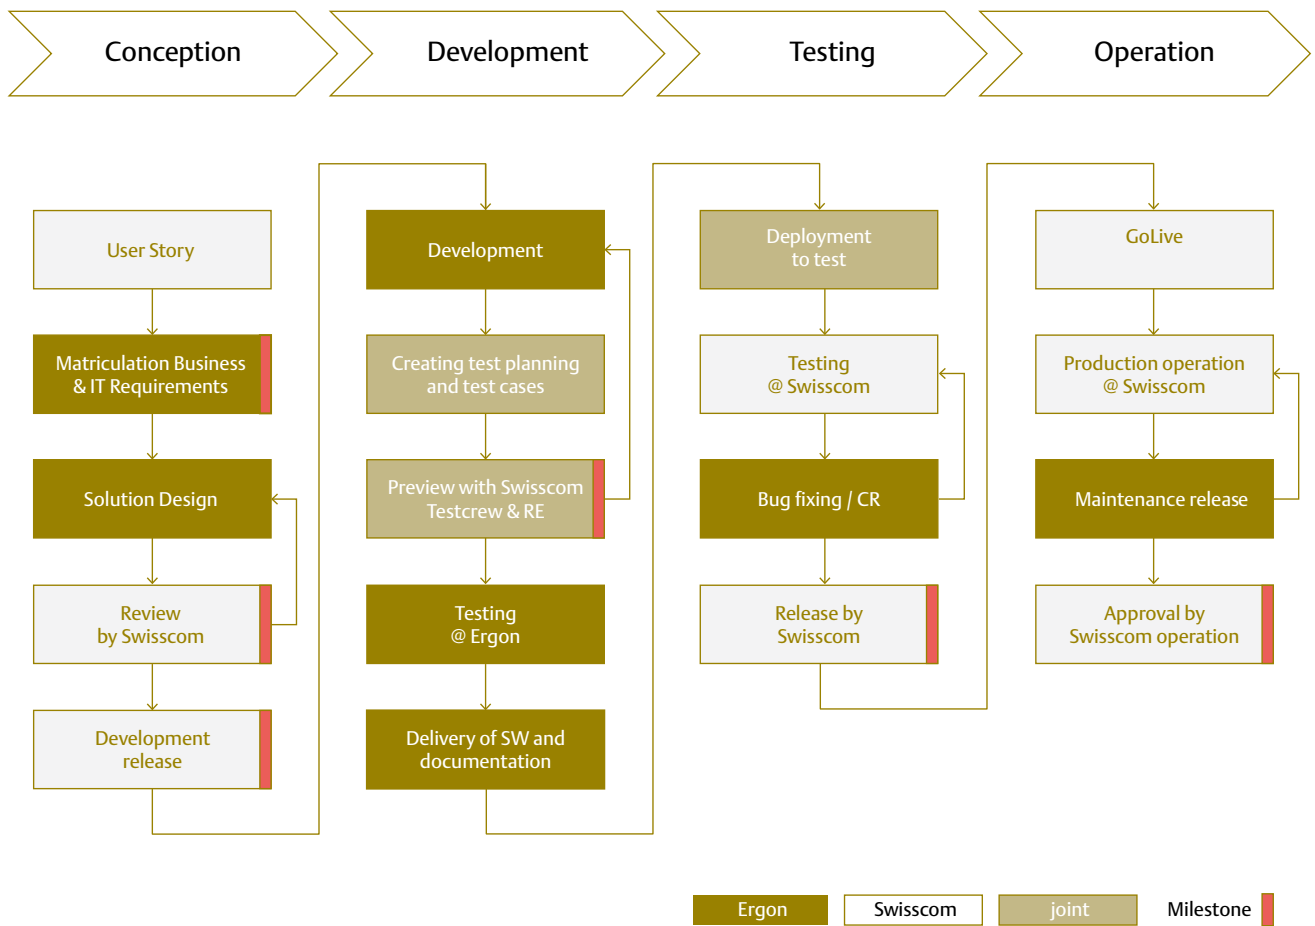 Conception
Development
Testing
Operation
User Story
Matriculation Business
& IT Requirements
Solution Design
Review
by Swisscom
Development
release
Development
Creating test planning
and test cases
Preview with Swisscom
Testcrew & RE
Testing
@ Ergon
Delivery of SW and
documentation
Deployment
to test
Testing
@ Swisscom
Bug fixing / CR
Release by
Swisscom
GoLive
Production operation
@ Swisscom
Maintenance release
Approval by
Swisscom operation
Ergon
Swisscom
joint
Milestone